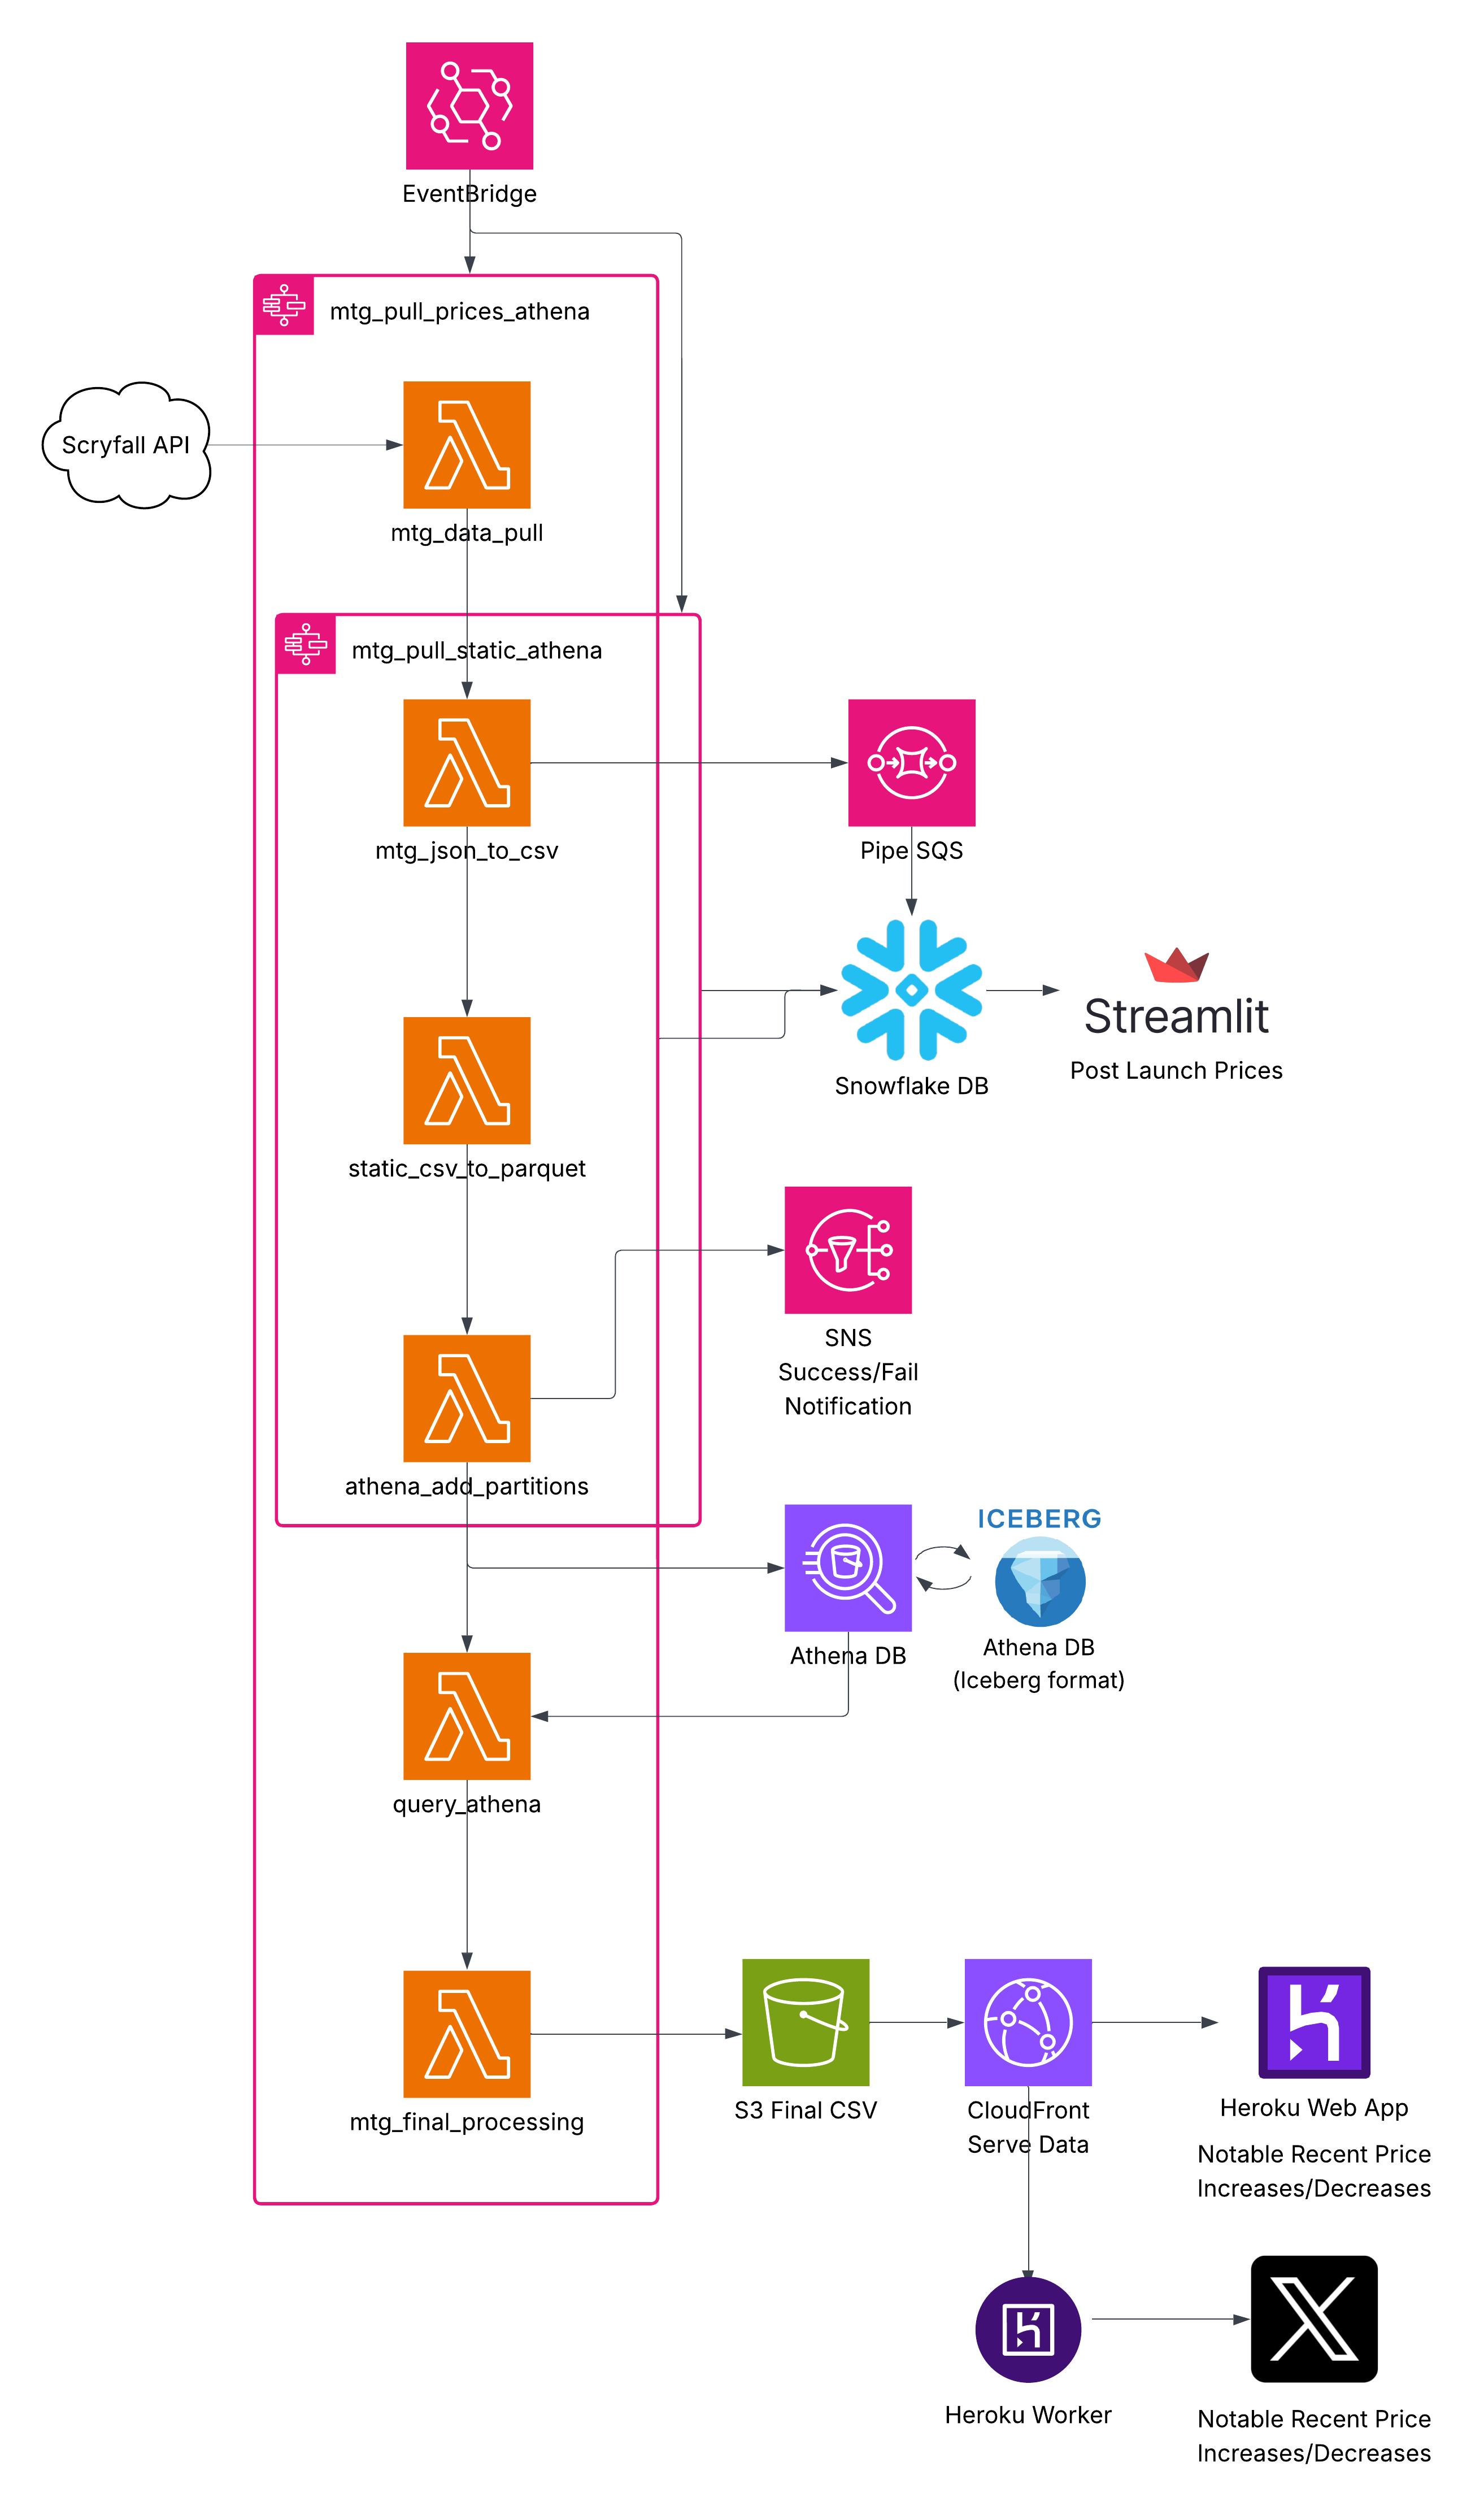 EventBridge
mtg_pull_prices_athena
Scryfall API
mtg_data_pull
mtg_pull_static_athena
mtg_json_to_csv
Pipe SQS
Streamlit
Post Launch Prices
Snowflake DB
static_csv_to_parquet
SNS
Success/Fail
Notification
athena_add_partitions
ICEBERG
Athena DB
Athena DB
(Iceberg format)
query_athena
mtg_final_processing
S3 Final CSV
CloudFront
Serve Data
Heroku Web App
Notable Recent Price
Increases/Decreases
Heroku Worker
Notable Recent Price
Increases/Decreases